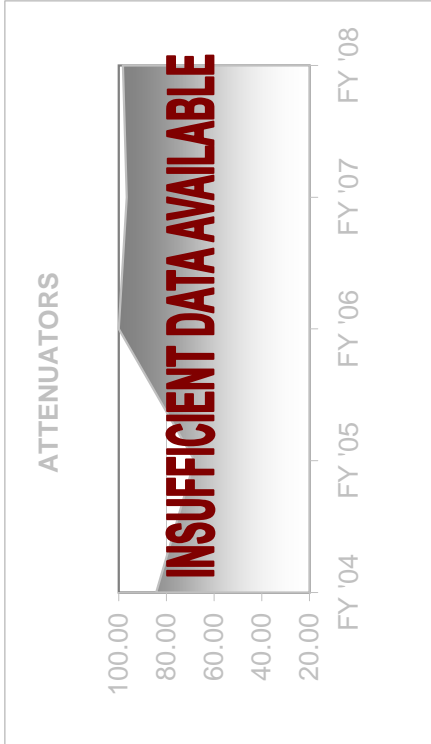 ATTENUATORS
100.00
80.00
60.00
40.00
20.00
INSUFFICIENT DATA AVAILABLE
FY '04
FY '05
FY '06
FY '07
FY '08